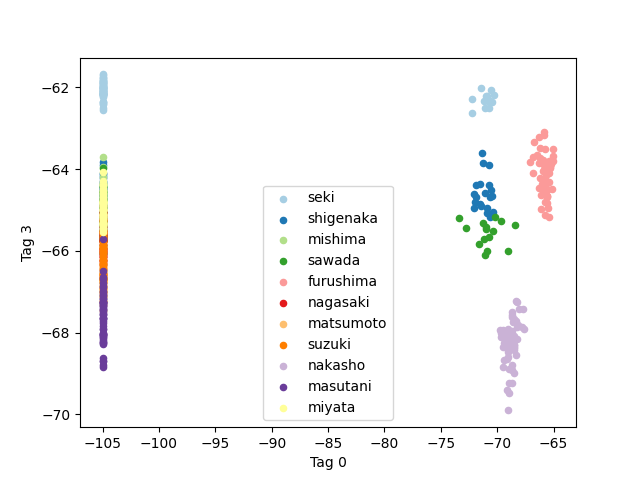 −62
−64
−66
−68
−70
Tag 3
seki
shigenaka
mishima
sawada
furushima
nagasaki
matsumoto
suzuki
nakasho
masutani
miyata
−105
−100
−95
−90
−85
−80
−75
−70
−65
Tag 0